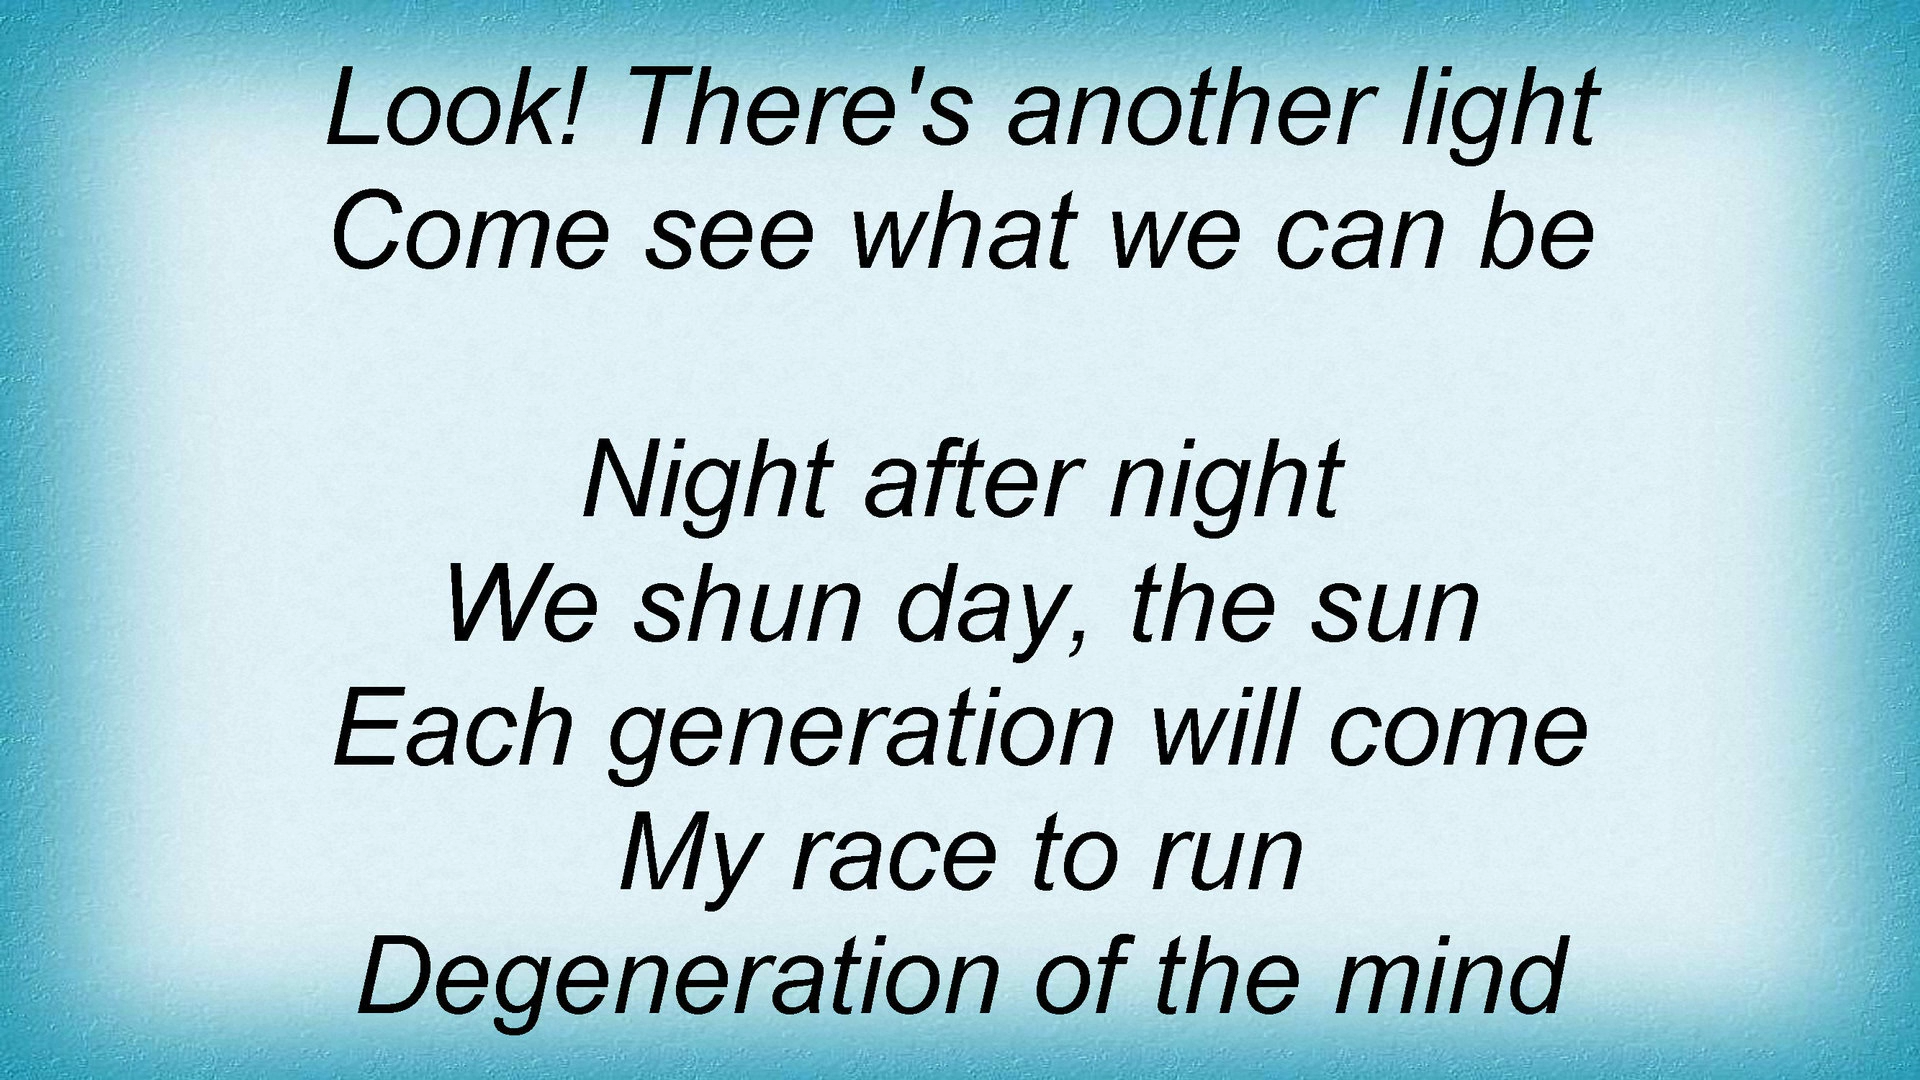 Look! There's another light
Come see what we can be
Night after night
We shun day, the sun
Each generation will come
My race to run
Degeneration of the mind